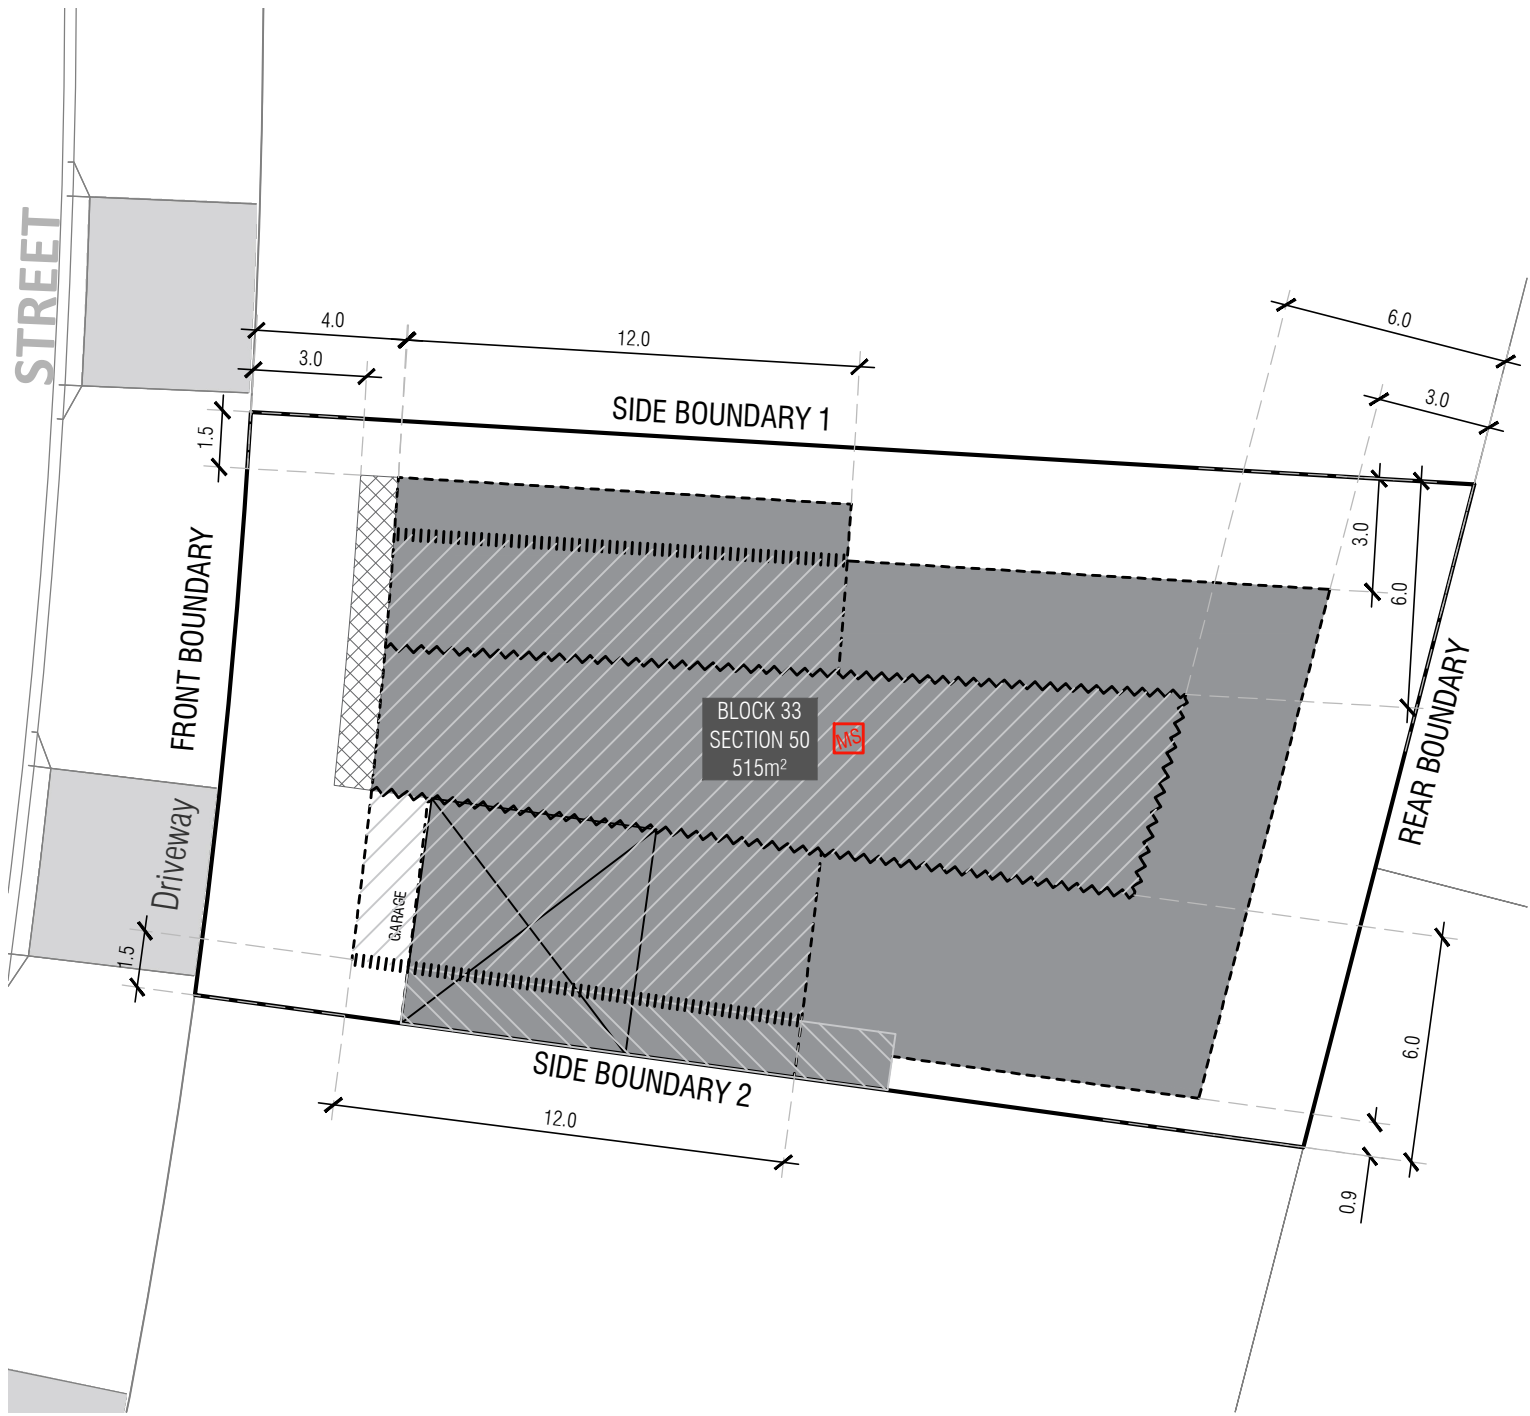 STREET
4.0
12.0
3.0
6.0
3.0
SIDE BOUNDARY 1
1.5
3.0
6.0
FRONT BOUNDARY
BLOCK 33
SECTION 50
515m²
MS
REAR BOUNDARY
Driveway
GARAGE
1.5
6.0
SIDE BOUNDARY 2
12.0
0.9